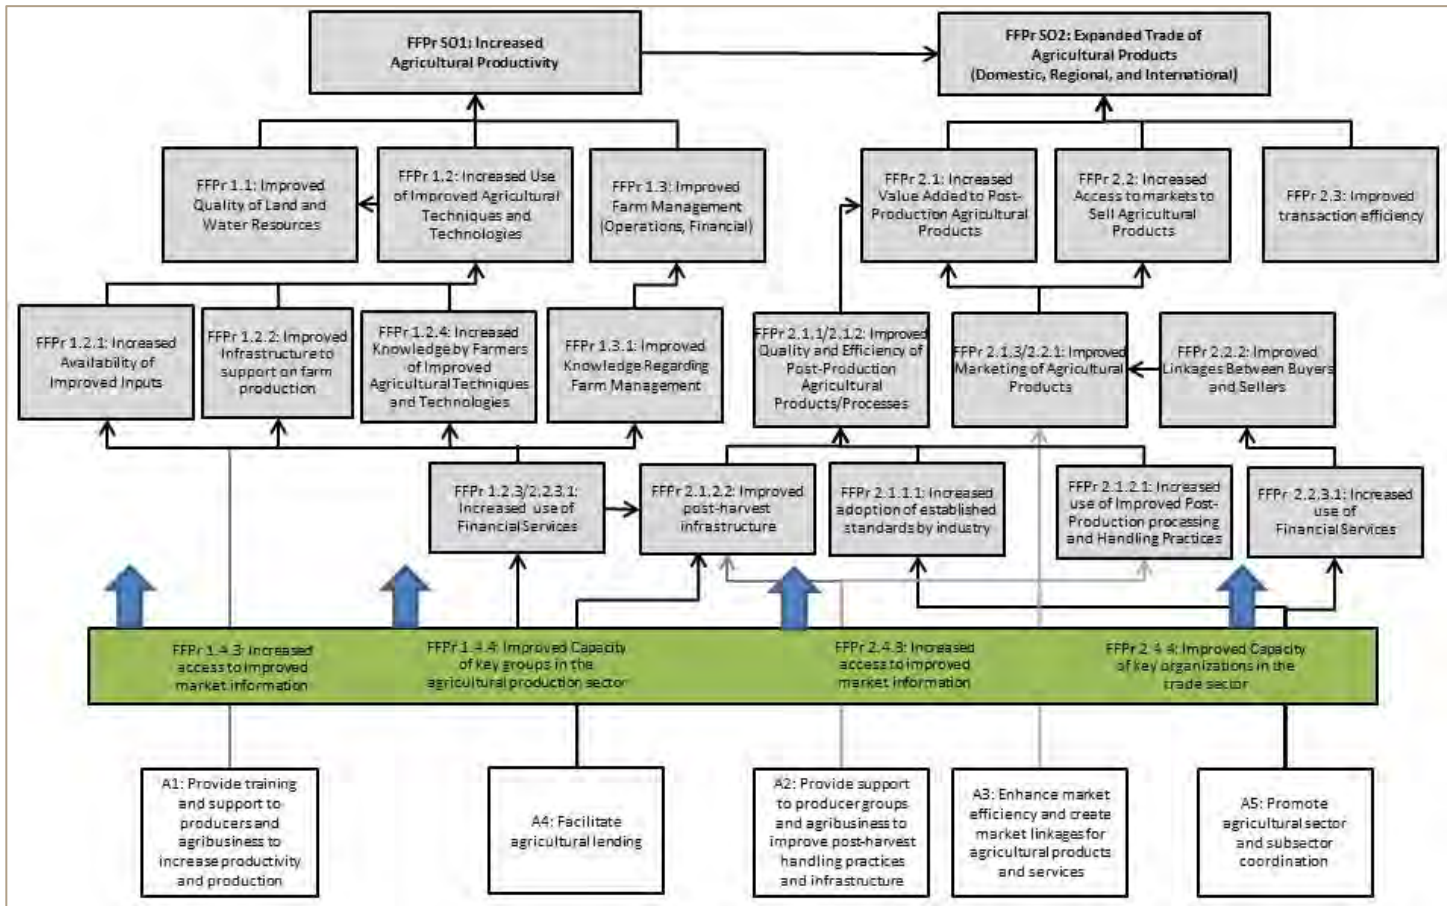 FFPr SO1: Increased
Agricultural Productivity
FFPr SO2: Expanded Trade of
Agricultural Products
(Domestic, Regional, and International)
FFPr 1.1: Improved
Quality of Land and
Water Resources
FFPr 1.2: Increased Use
of Improved Agricultural
Techniques and
Technologies
FFPr 1.3: Improved
Farm Management
(Operations, Financial)
FFPr 2.1: Increased
Value Added to Post-
Production Agricultural
Products
FFPr 2.2: Increased
Access to markets to
Sell Agricultural
Products
FFPr 2.3: Improved
transaction efficiency
FFPr 1.2.1: Increased
Availability of
Improved Inputs
FFPr 1.2.2: Improved
Infrastructure to
support on farm
production
FFPr 1.2.4: Increased
Knowledge by Farmers
of Improved
Agricultural Techniques
and Technologies
FFPr 1.3.1: Improved
Knowledge Regarding
Farm Management
FFPr 2.1.1/2.1.2: Improved
Quality and Efficiency of
Post-Production
Agricultural
Products/Processes
FFPr 2.1.3/2.2.1: Improved
Marketing of Agricultural
Products
FFPr 2.2.2: Improved
Linkages Between Buyers
and Sellers
FFPr 1.2.3/2.2.3.1:
Increased use of
Financial Services
FFPr 2.1.2.2: Improved
post-harvest
infrastructure
FFPr 2.1.1.1: Increased
adoption of established
standards by industry
FFPr 2.1.2.1: Increased
use of Improved Post-
Production processing
and Handling Practices
FFPr 2.2.3.1: Increased
use of
Financial Services
FFPr 1.4.3: Increased
access to improved
market information
FFPr 1.4.4: Improved Capacity
of key groups in the
agricultural production sector
FFPr 2.4.3: Increased
access to improved
market information
FFPr 2.4.4: Improved Capacity
of key organizations in the
trade sector
A1: Provide training
and support to
producers and
agribusiness to
increase productivity
and production
A4: Facilitate
agricultural lending
A2: Provide support
to producer groups
and agribusiness to
improve post-harvest
handling practices
and infrastructure
A3: Enhance market
efficiency and create
market linkages for
agricultural products
and services
A5: Promote
agricultural sector
and subsector
coordination